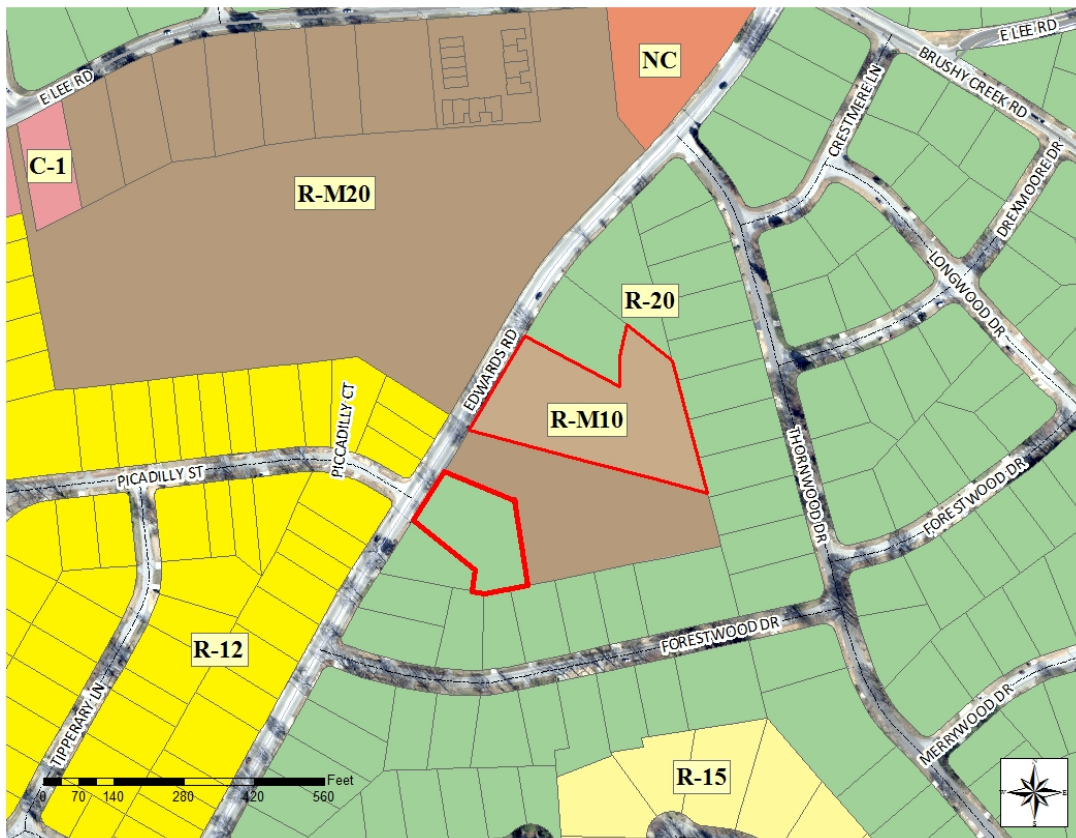 E LEE RD
NC
E LEE RD
BRUSHY CREEK RD
CRESTMERE LN
C-1
DREXMOORE DR
R-M20
LONGWOOD DR
R-20
EDWARDS RD
R-M10
PICCADILLY CT
THORNWOOD DR
PICADILLY ST
FORESTWOOD DR
FORESTWOOD DR
R-12
TIPPERARY LN
MERRYWOOD DR
R-15
Feet
0 70 140 280 420 560
N
W E
S